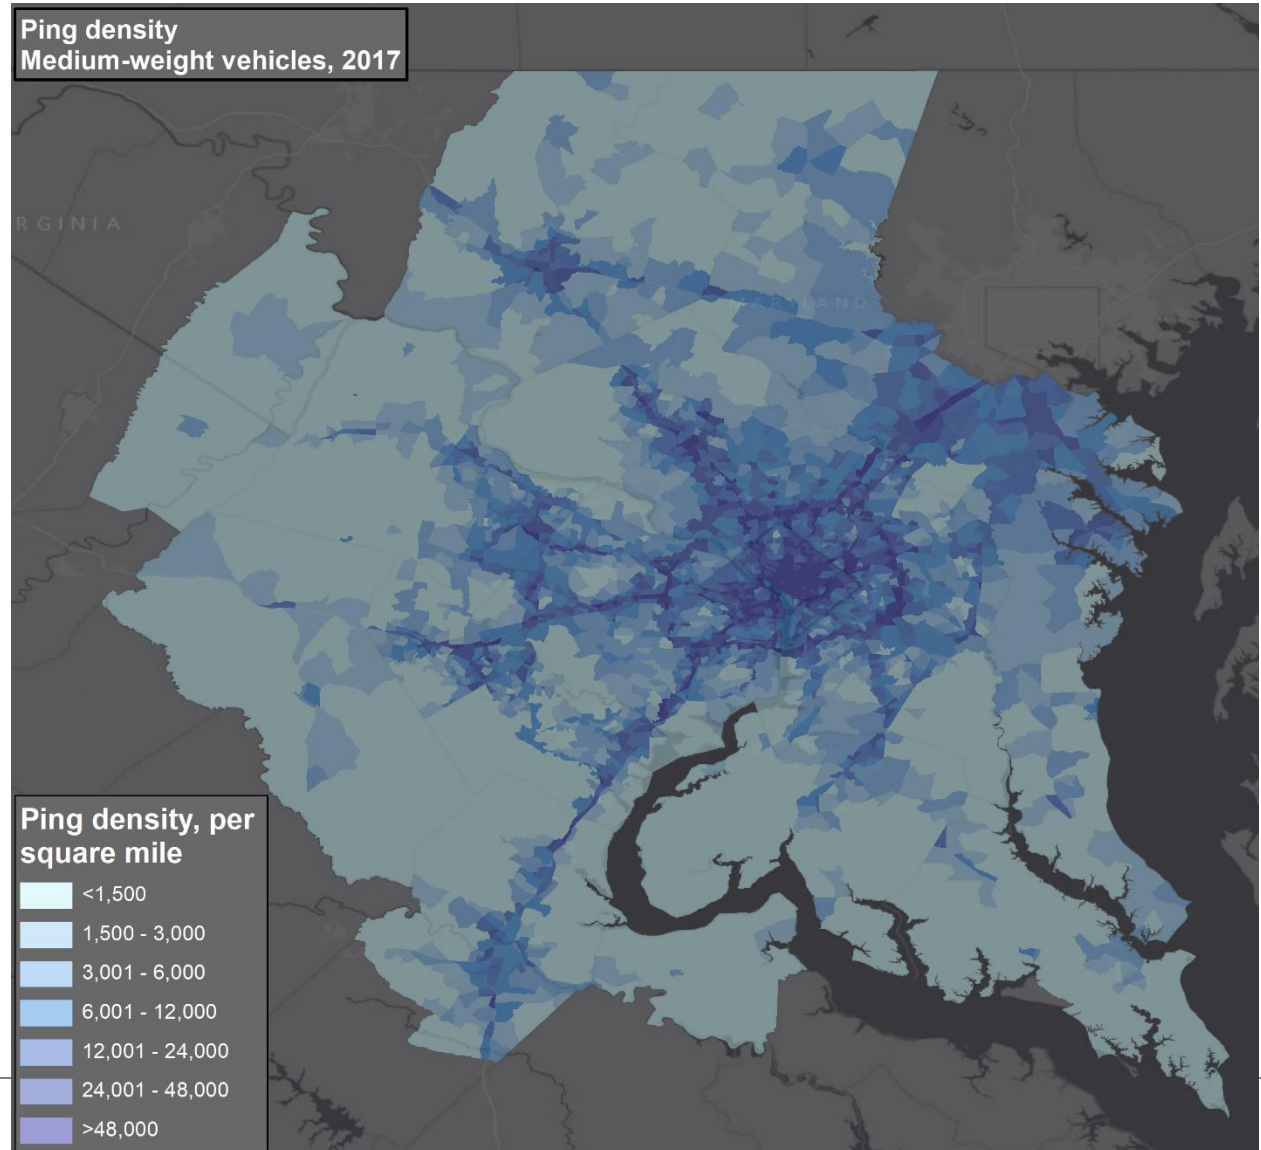 Ping density
Medium-weight vehicles, 2017
RGINIA
MARYLAND
Ping density, per
square mile
<1,500
1,500 - 3,000
3,001 - 6,000
6,001 - 12,000
12,001 - 24,000
24,001 - 48,000
>48,000